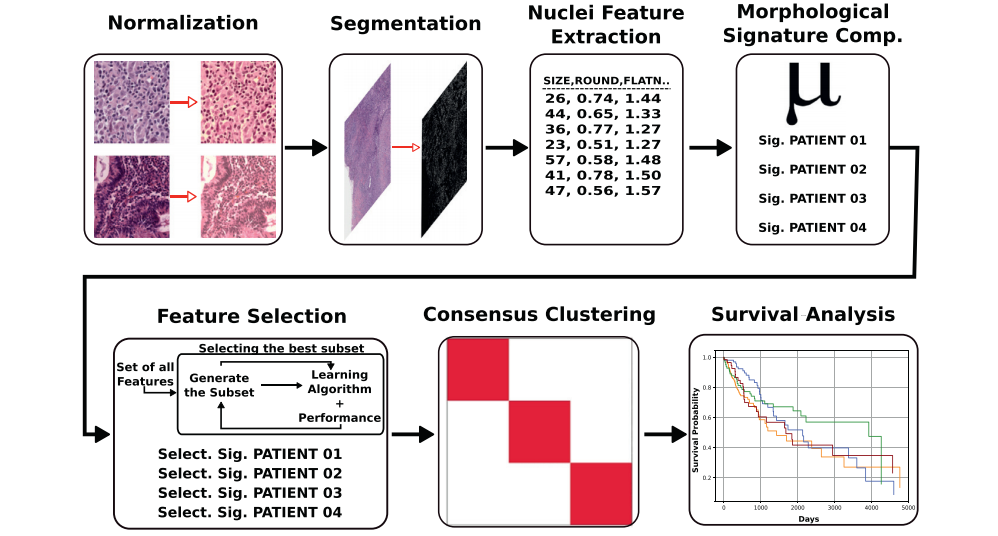 Normalization
Segmentation
Nuclei Feature
Extraction
Morphological
Signature Comp.
SIZE,ROUND,FLATN..
26, 0.74, 1.44
44, 0.65, 1.33
36, 0.77, 1.27
23, 0.51, 1.27
57, 0.58, 1.48
41, 0.78, 1.50
47, 0.56, 1.57
μ
Sig. PATIENT 01
Sig. PATIENT 02
Sig. PATIENT 03
Sig. PATIENT 04
Feature Selection
Selecting the best subset
Set of all
Features
Generate
the Subset
Learning
Algorithm
+
Performance
Select. Sig. PATIENT 01
Select. Sig. PATIENT 02
Select. Sig. PATIENT 03
Select. Sig. PATIENT 04
Consensus Clustering
Survival Analysis
Survival Probability
1.0
0.8
0.6
0.4
0.2
0
1000
2000
3000
4000
5000
Days